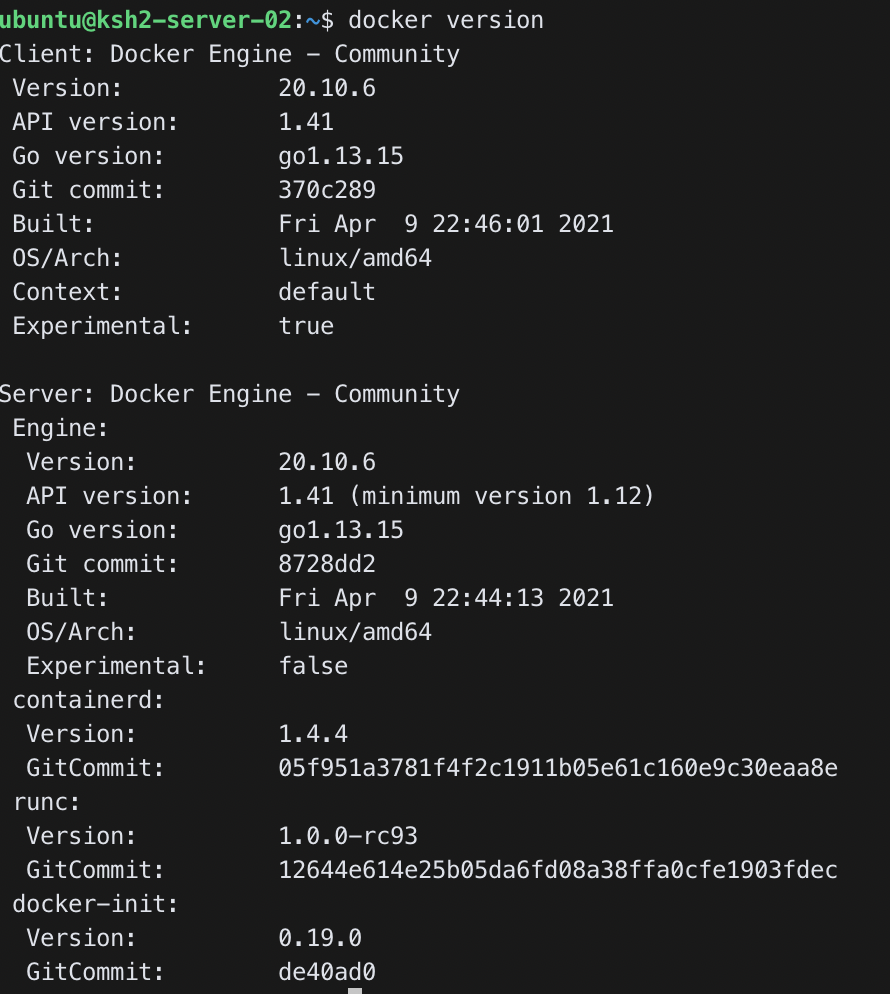 ubuntu@ksh2-server-02:~$ docker version
Client: Docker Engine - Community
 Version:           20.10.6
 API version:       1.41
 Go version:        go1.13.15
 Git commit:        370c289
 Built:             Fri Apr  9 22:46:01 2021
 OS/Arch:           linux/amd64
 Context:           default
 Experimental:      true

Server: Docker Engine - Community
 Engine:
  Version:          20.10.6
  API version:      1.41 (minimum version 1.12)
  Go version:       go1.13.15
  Git commit:       8728dd2
  Built:            Fri Apr  9 22:44:13 2021
  OS/Arch:          linux/amd64
  Experimental:     false
 containerd:
  Version:          1.4.4
  GitCommit:        05f951a3781f4f2c1911b05e61c160e9c30eaa8e
 runc:
  Version:          1.0.0-rc93
  GitCommit:        12644e614e25b05da6fd08a38ffa0cfe1903fdec
 docker-init:
  Version:          0.19.0
  GitCommit:        de40ad0